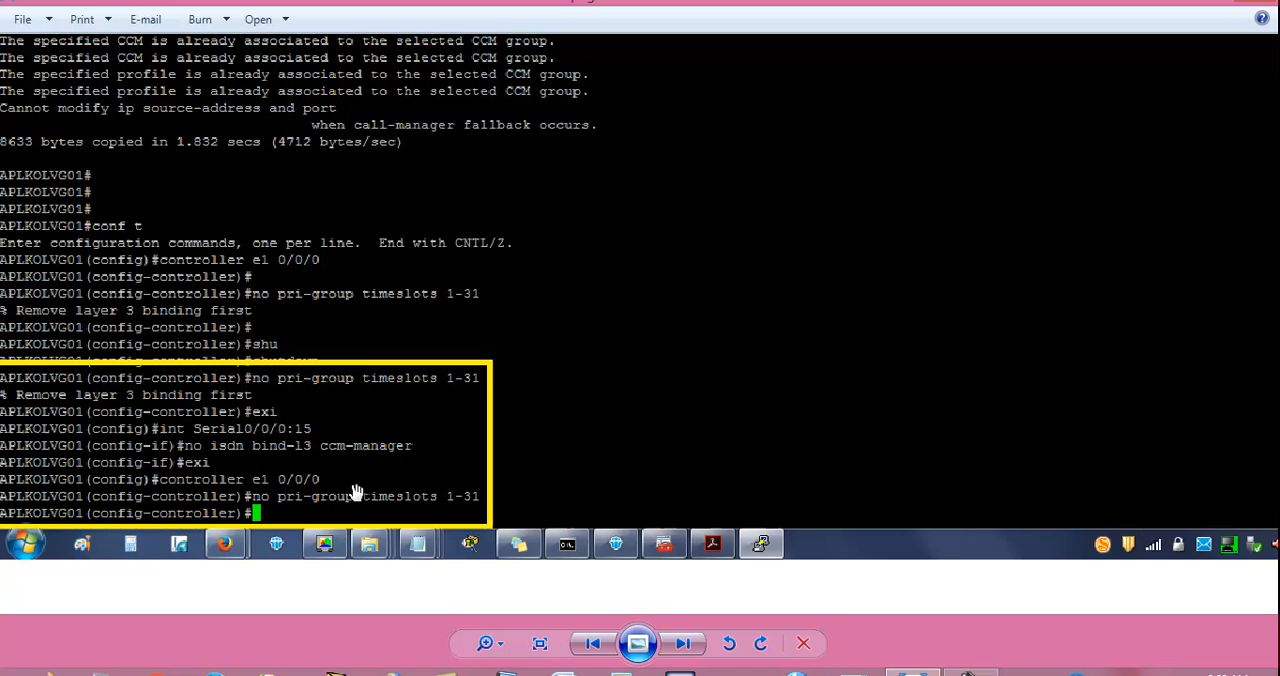 File Print E-mail Burn Open
The specified CCM is already associated to the selected CCM group.
The specified CCM is already associated to the selected CCM group.
The specified profile is already associated to the selected CCM group.
The specified profile is already associated to the selected CCM group.
Cannot modify ip source-address and port
when call-manager fallback occurs.
8633 bytes copied in 1.832 secs (4712 bytes/sec)
APLKOLVG01#
APLKOLVG01#
APLKOLVG01#
APLKOLVG01#conf t
Enter configuration commands, one per line.  End with CNTL/Z.
APLKOLVG01(config)#controller e1 0/0/0
APLKOLVG01(config-controller)#
APLKOLVG01(config-controller)#no pri-group timeslots 1-31
% Remove layer 3 binding first
APLKOLVG01(config-controller)#
APLKOLVG01(config-controller)#shu
APLKOLVG01(config-controller)#shutdown
APLKOLVG01(config-controller)#no pri-group timeslots 1-31
% Remove layer 3 binding first
APLKOLVG01(config-controller)#exi
APLKOLVG01(config)#int Serial0/0/0:15
APLKOLVG01(config-if)#no isdn bind-l3 ccm-manager
APLKOLVG01(config-if)#exi
APLKOLVG01(config)#controller e1 0/0/0
APLKOLVG01(config-controller)#no pri-group timeslots 1-31
APLKOLVG01(config-controller)#